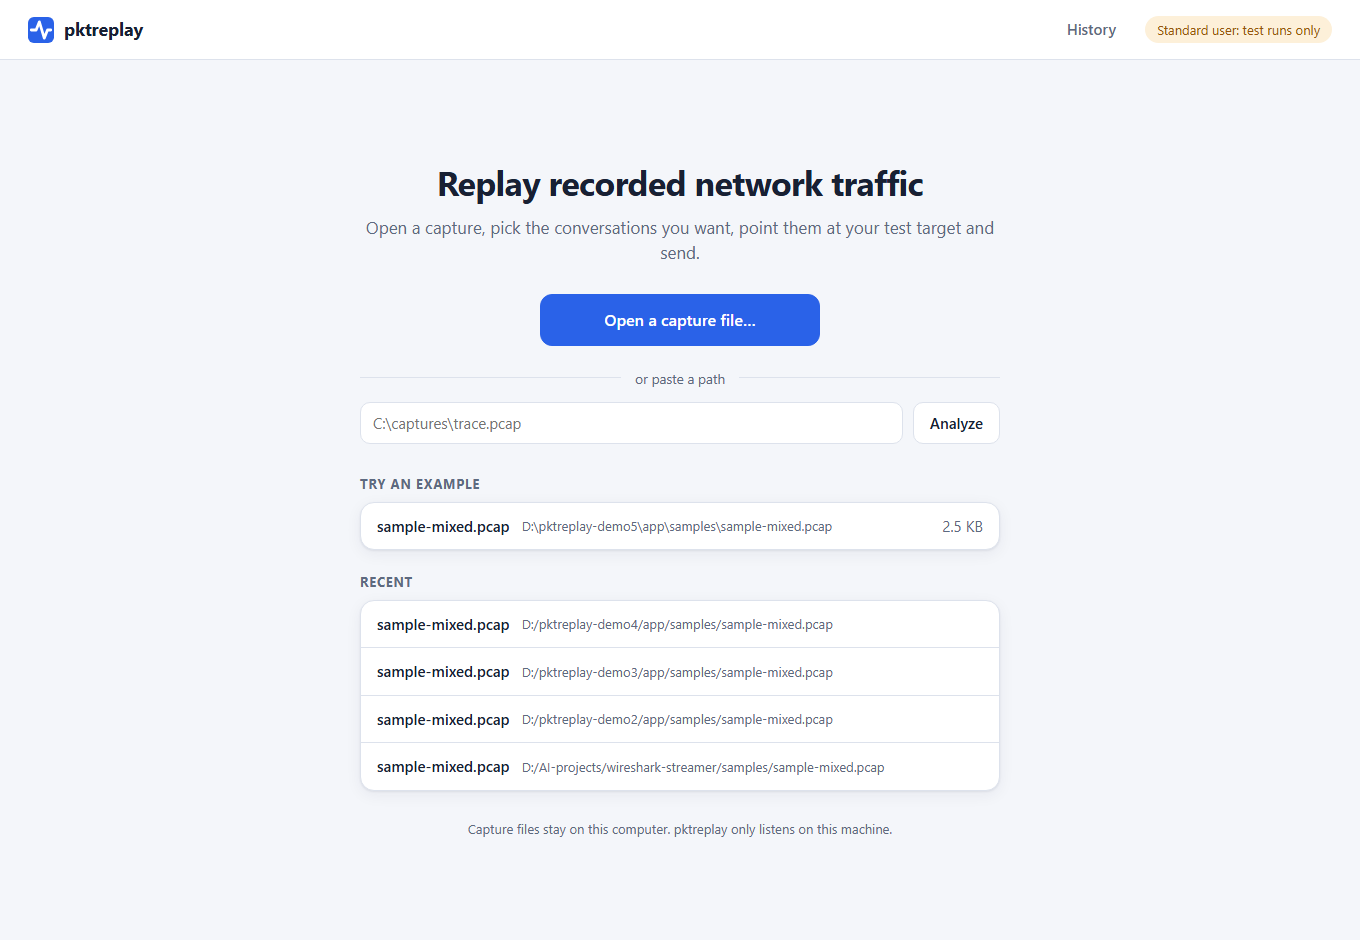 pktreplay
History
Standard user: test runs only
Replay recorded network traffic
Open a capture, pick the conversations you want, point them at your test target and
send.
Open a capture file...
or paste a path
C:\captures\trace.pcap
Analyze
TRY AN EXAMPLE
sample-mixed.pcap D:\pktreplay-demo5\app\samples\sample-mixed.pcap 2.5 KB
RECENT
sample-mixed.pcap D:/pktreplay-demo4/app/samples/sample-mixed.pcap
sample-mixed.pcap D:/pktreplay-demo3/app/samples/sample-mixed.pcap
sample-mixed.pcap D:/pktreplay-demo2/app/samples/sample-mixed.pcap
sample-mixed.pcap D:/AI-projects/wireshark-streamer/samples/sample-mixed.pcap
Capture files stay on this computer. pktreplay only listens on this machine.